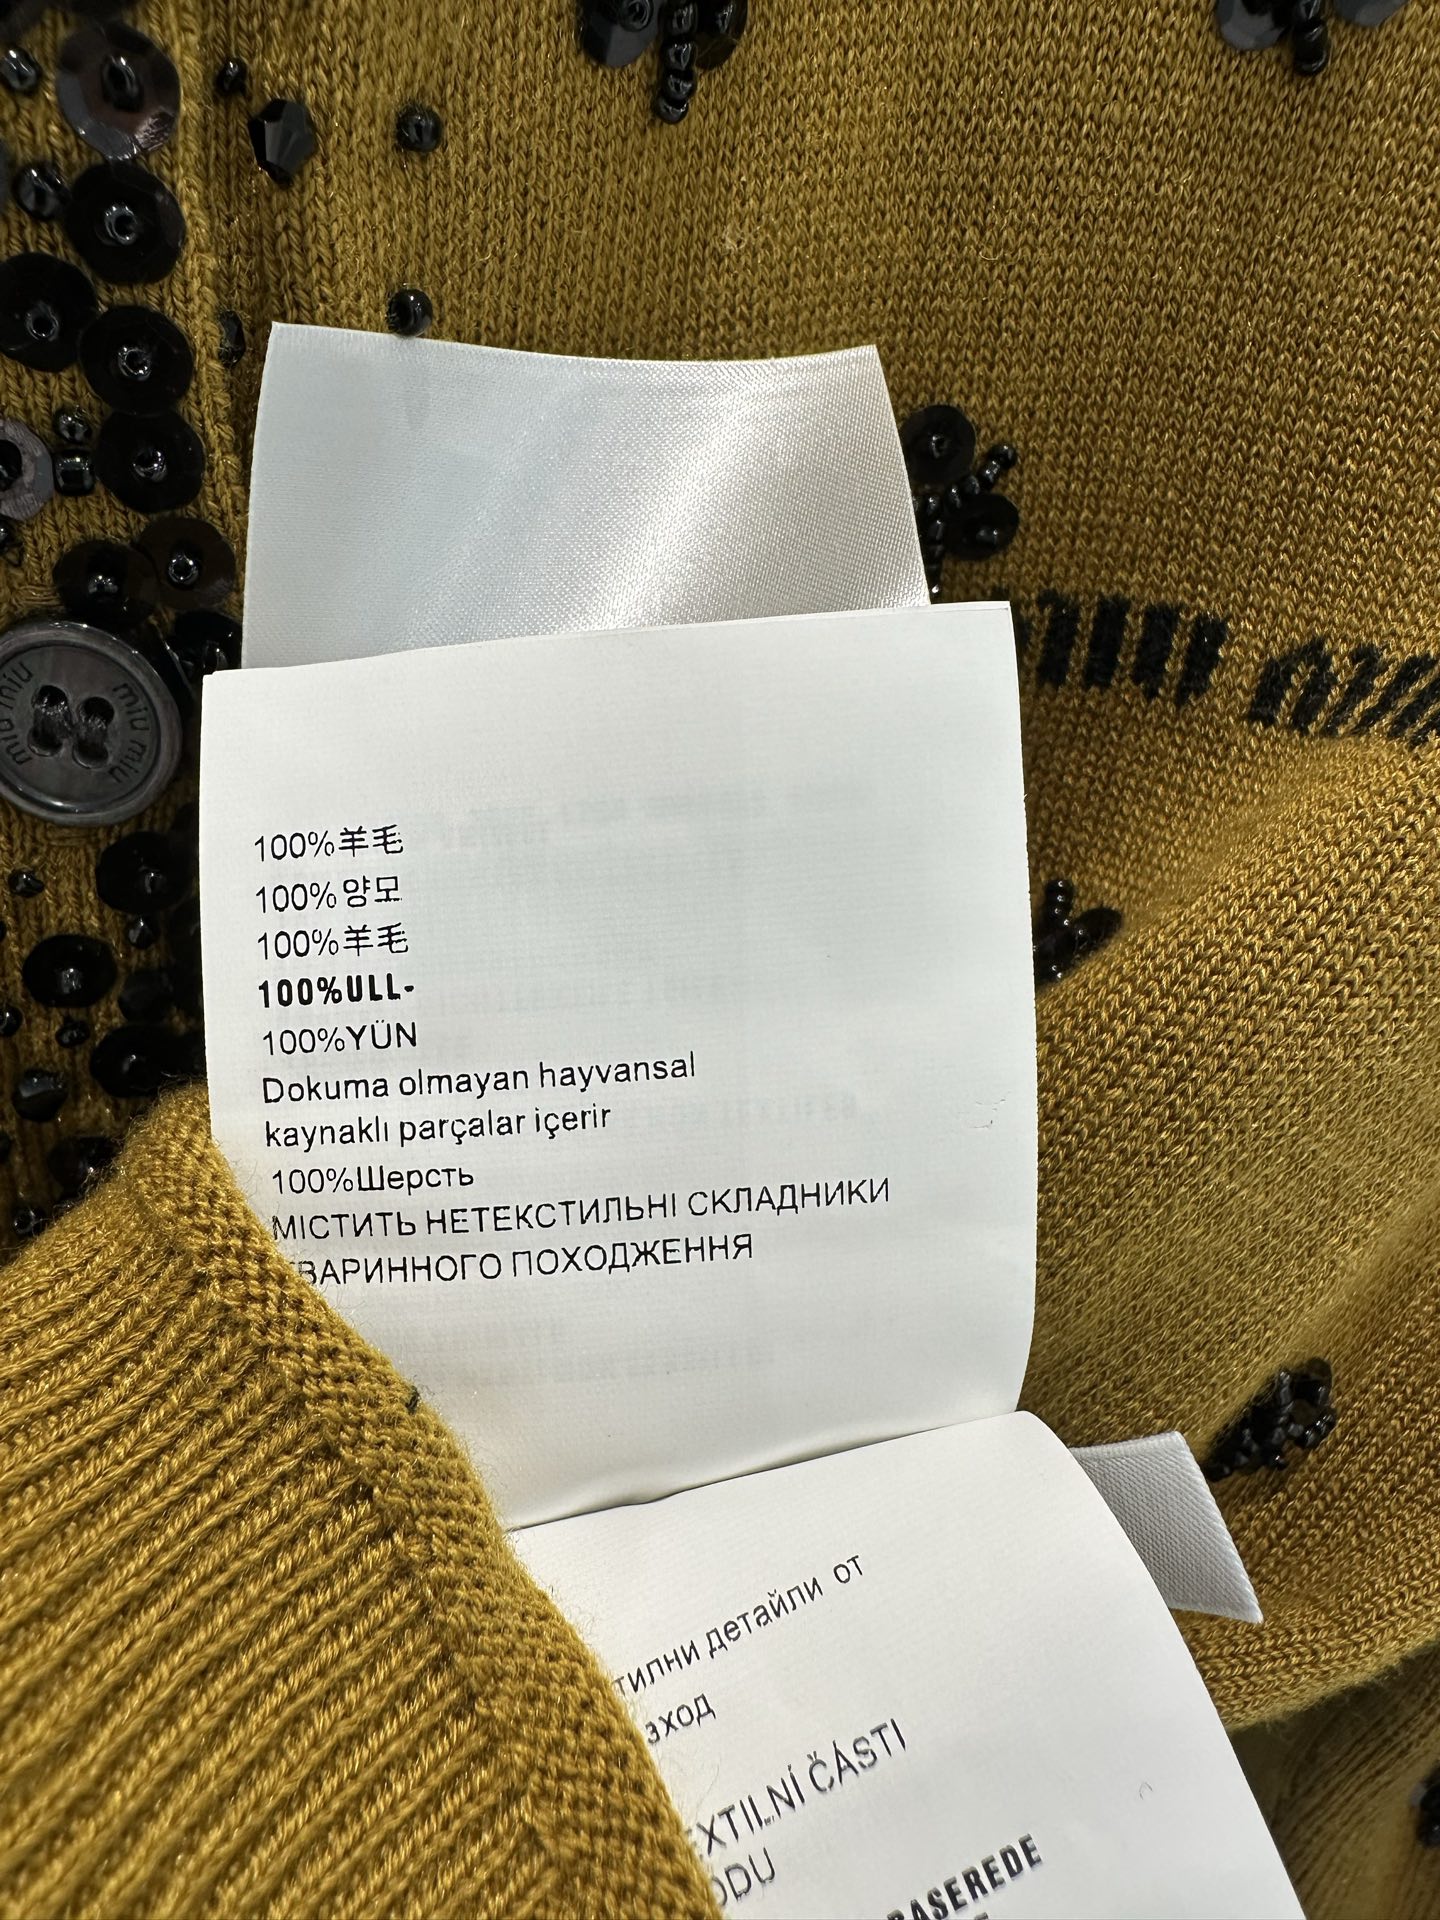 miu miu
miu miu
100%羊毛
100%양모
100%羊毛
100%ULL-
100%YÜN
Dokuma olmayan hayvansal
kaynaklı parçalar içerir
100%Шерсть
МІСТИТЬ НЕТЕКСТИЛЬНІ СКЛАДНИКИ
ВАРИННОГО ПОХОДЖЕННЯ
тилни детайли от
зход
EXTILNÍ ČÁSTI
ODU
BASEREDE